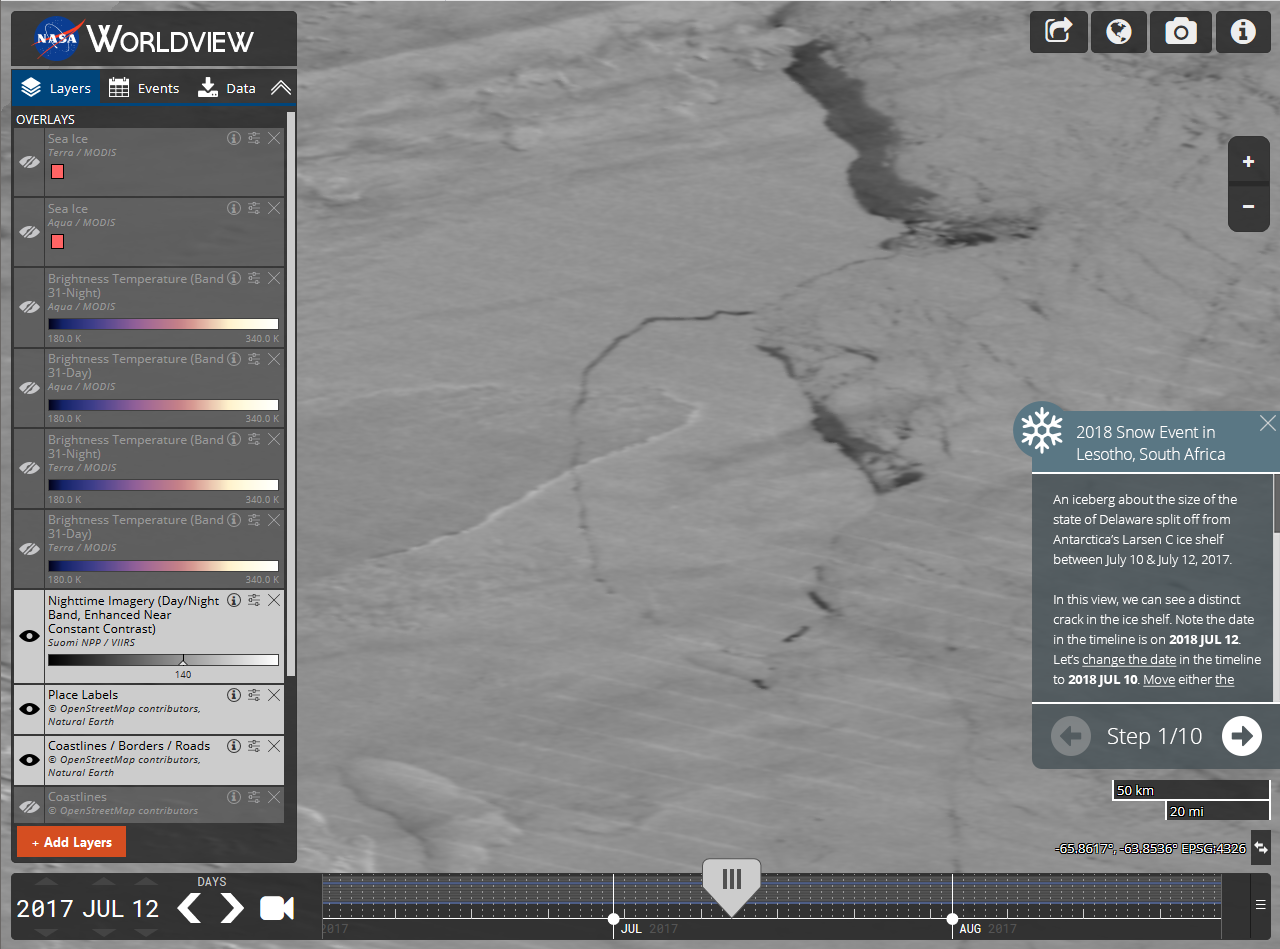 NASA WORLDVIEW
Layers
Events
Data
OVERLAYS
Sea Ice
Terra / MODIS
Sea Ice
Aqua / MODIS
Brightness Temperature (Band
31-Night)
Aqua / MODIS
180.0 K
340.0 K
Brightness Temperature (Band
31-Day)
Aqua / MODIS
180.0 K
340.0 K
Brightness Temperature (Band
31-Night)
Terra / MODIS
180.0 K
340.0 K
Brightness Temperature (Band
31-Day)
Terra / MODIS
180.0 K
340.0 K
Nighttime Imagery (Day/Night
Band, Enhanced Near
Constant Contrast)
Suomi NPP / VIIRS
140
Place Labels
© OpenStreetMap contributors,
Natural Earth
Coastlines / Borders / Roads
© OpenStreetMap contributors,
Natural Earth
Coastlines
© OpenStreetMap contributors
+ Add Layers
+
−
2018 Snow Event in
Lesotho, South Africa
An iceberg about the size of the
state of Delaware split off from
Antarctica's Larsen C ice shelf
between July 10 & July 12, 2017.
In this view, we can see a distinct
crack in the ice shelf. Note the date
in the timeline is on 2018 JUL 12.
Let's change the date in the timeline
to 2018 JUL 10. Move either the
Step 1/10
50 km
20 mi
-65.8617°, -63.8536° EPSG:4326
DAYS
2017 JUL 12
2017
JUL 2017
AUG 2017